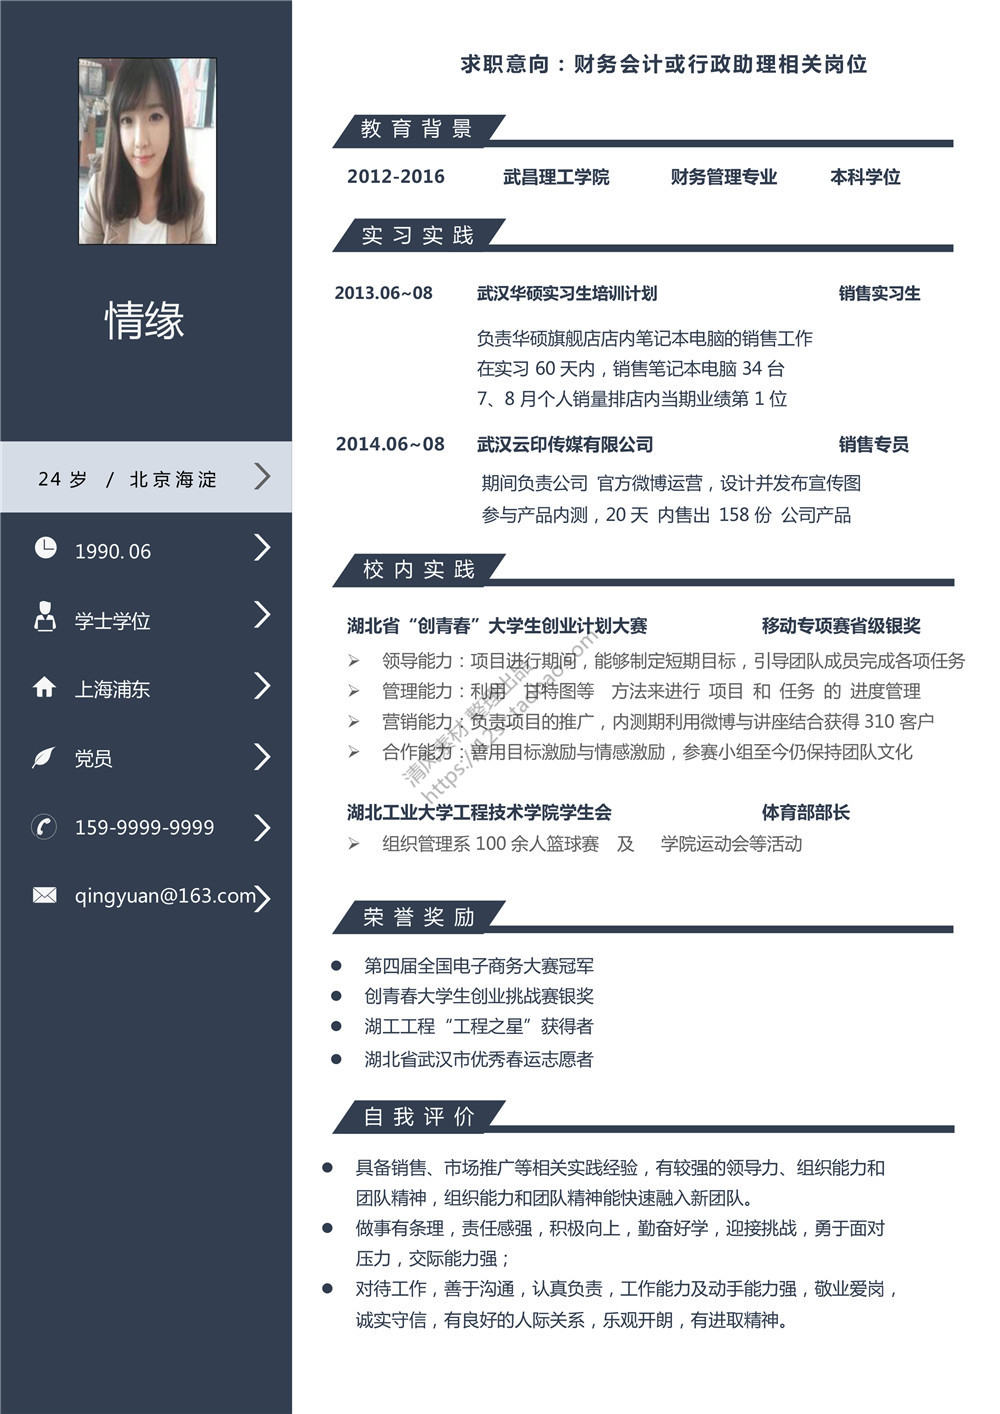 情缘
24 岁 / 北京海淀
1990. 06
学士学位
上海浦东
党员
159-9999-9999
qingyuan@163.com
求职意向：财务会计或行政助理相关岗位
教育背景
2012-2016 武昌理工学院 财务管理专业 本科学位
实习实践
2013.06~08 武汉华硕实习生培训计划 销售实习生
负责华硕旗舰店店内笔记本电脑的销售工作
在实习 60 天内，销售笔记本电脑 34 台
7、8 月个人销量排店内当期业绩第 1 位
2014.06~08 武汉云印传媒有限公司 销售专员
期间负责公司 官方微博运营，设计并发布宣传图
参与产品内测，20 天 内售出 158 份 公司产品
校内实践
湖北省“创青春”大学生创业计划大赛 移动专项赛省级银奖
领导能力：项目进行期间，能够制定短期目标，引导团队成员完成各项任务
管理能力：利用 甘特图等 方法来进行 项目 和 任务 的 进度管理
营销能力：负责项目的推广，内测期利用微博与讲座结合获得 310 客户
合作能力：善用目标激励与情感激励，参赛小组至今仍保持团队文化
清风素材 整理出品
湖北工业大学工程技术学院学生会 体育部部长
组织管理系 100 余人篮球赛 及 学院运动会等活动
荣誉奖励
第四届全国电子商务大赛冠军
创青春大学生创业挑战赛银奖
湖工工程“工程之星”获得者
湖北省武汉市优秀春运志愿者
自我评价
具备销售、市场推广等相关实践经验，有较强的领导力、组织能力和
团队精神，组织能力和团队精神能快速融入新团队。
做事有条理，责任感强，积极向上，勤奋好学，迎接挑战，勇于面对
压力，交际能力强；
对待工作，善于沟通，认真负责，工作能力及动手能力强，敬业爱岗，
诚实守信，有良好的人际关系，乐观开朗，有进取精神。